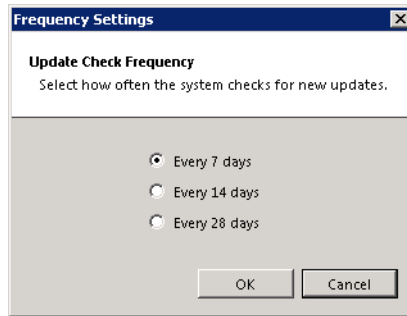 Frequency Settings
Update Check Frequency
Select how often the system checks for new updates.
Every 7 days
Every 14 days
Every 28 days
OK Cancel